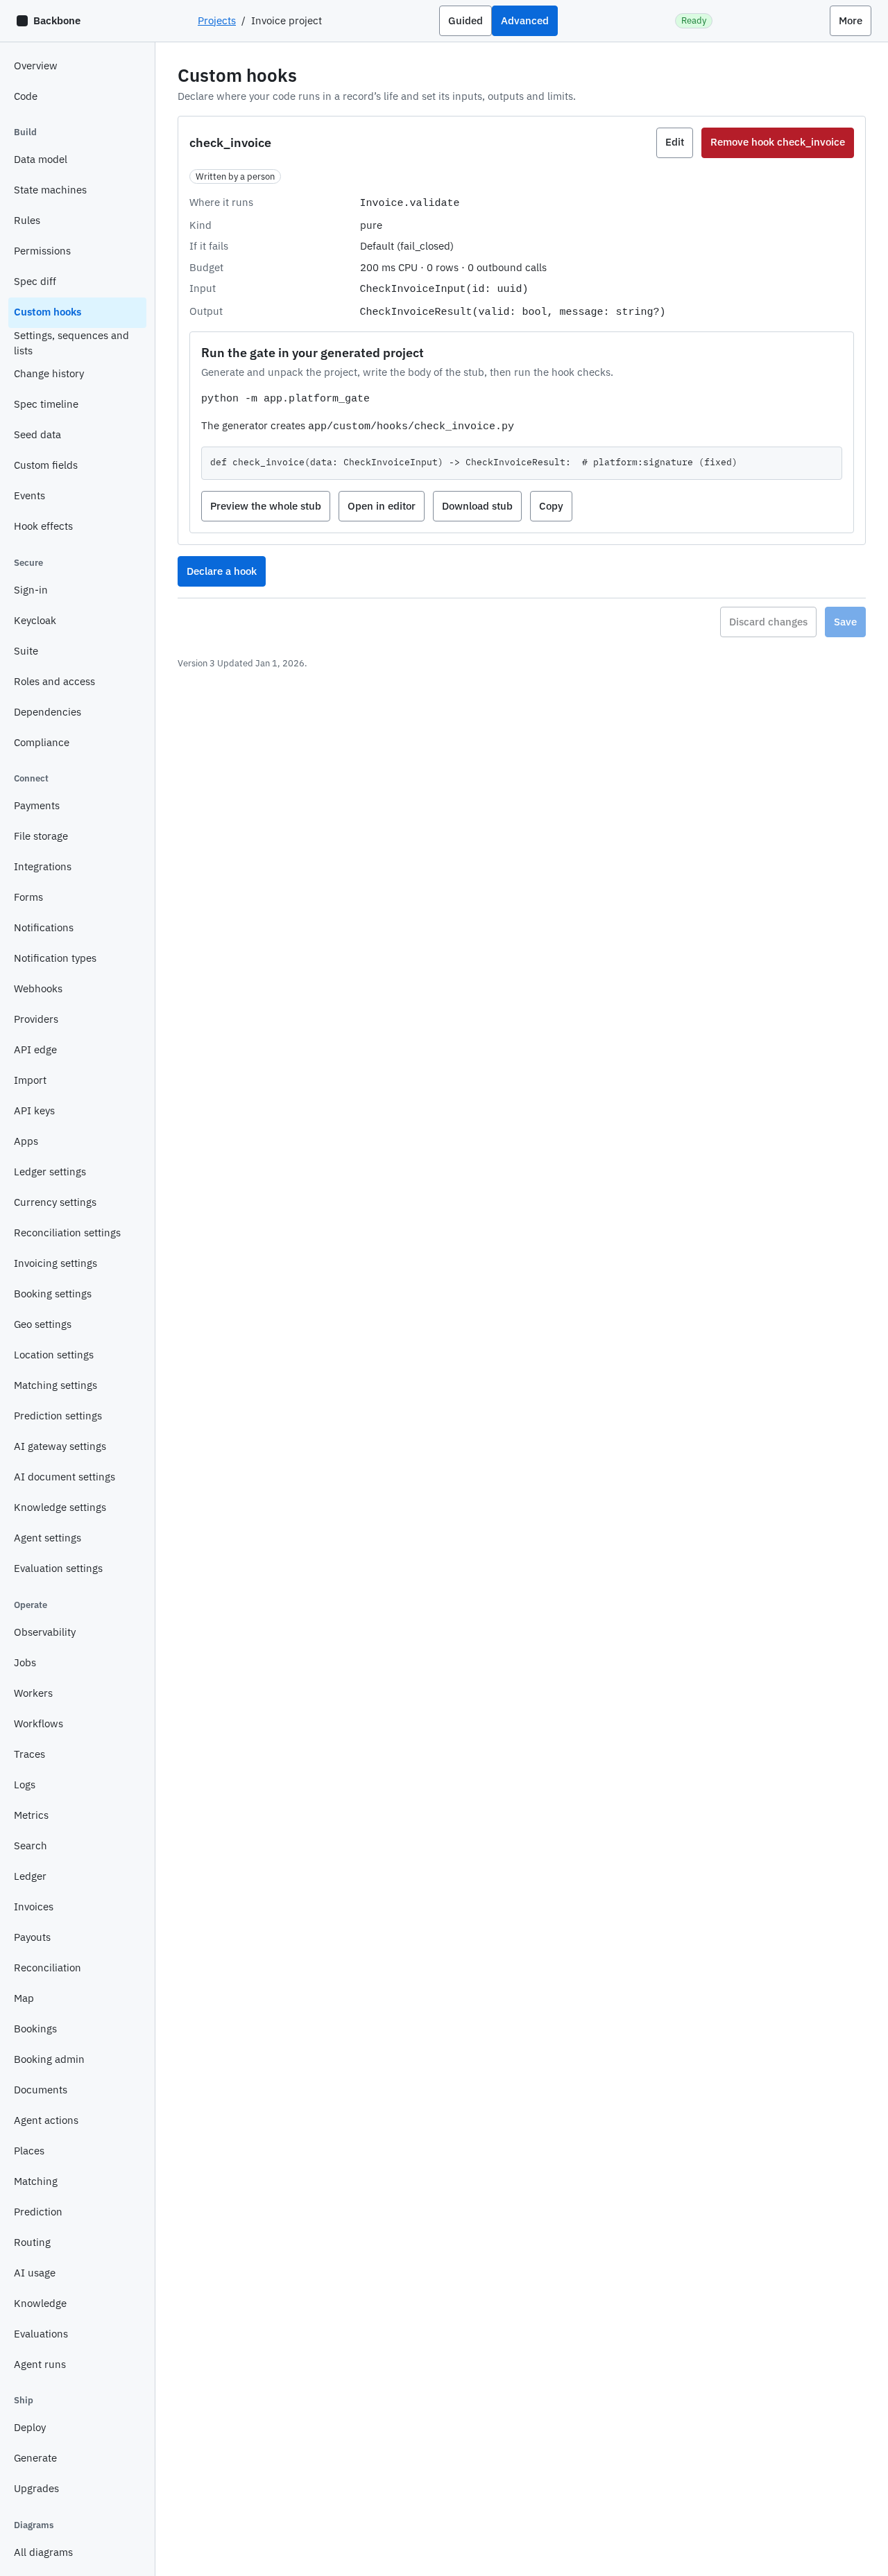 Backbone
Projects / Invoice project
Guided
Advanced
Ready
More
Overview
Code
Build
Data model
State machines
Rules
Permissions
Spec diff
Custom hooks
Settings, sequences and
lists
Change history
Spec timeline
Seed data
Custom fields
Events
Hook effects
Secure
Sign-in
Keycloak
Suite
Roles and access
Dependencies
Compliance
Connect
Payments
File storage
Integrations
Forms
Notifications
Notification types
Webhooks
Providers
API edge
Import
API keys
Apps
Ledger settings
Currency settings
Reconciliation settings
Invoicing settings
Booking settings
Geo settings
Location settings
Matching settings
Prediction settings
AI gateway settings
AI document settings
Knowledge settings
Agent settings
Evaluation settings
Operate
Observability
Jobs
Workers
Workflows
Traces
Logs
Metrics
Search
Ledger
Invoices
Payouts
Reconciliation
Map
Bookings
Booking admin
Documents
Agent actions
Places
Matching
Prediction
Routing
AI usage
Knowledge
Evaluations
Agent runs
Ship
Deploy
Generate
Upgrades
Diagrams
All diagrams
Custom hooks
Declare where your code runs in a record’s life and set its inputs, outputs and limits.
check_invoice
Edit
Remove hook check_invoice
Written by a person
Where it runs Invoice.validate
Kind pure
If it fails Default (fail_closed)
Budget 200 ms CPU · 0 rows · 0 outbound calls
Input CheckInvoiceInput(id: uuid)
Output CheckInvoiceResult(valid: bool, message: string?)
Run the gate in your generated project
Generate and unpack the project, write the body of the stub, then run the hook checks.
python -m app.platform_gate
The generator creates app/custom/hooks/check_invoice.py
def check_invoice(data: CheckInvoiceInput) -> CheckInvoiceResult:  # platform:signature (fixed)
Preview the whole stub
Open in editor
Download stub
Copy
Declare a hook
Discard changes
Save
Version 3 Updated Jan 1, 2026.